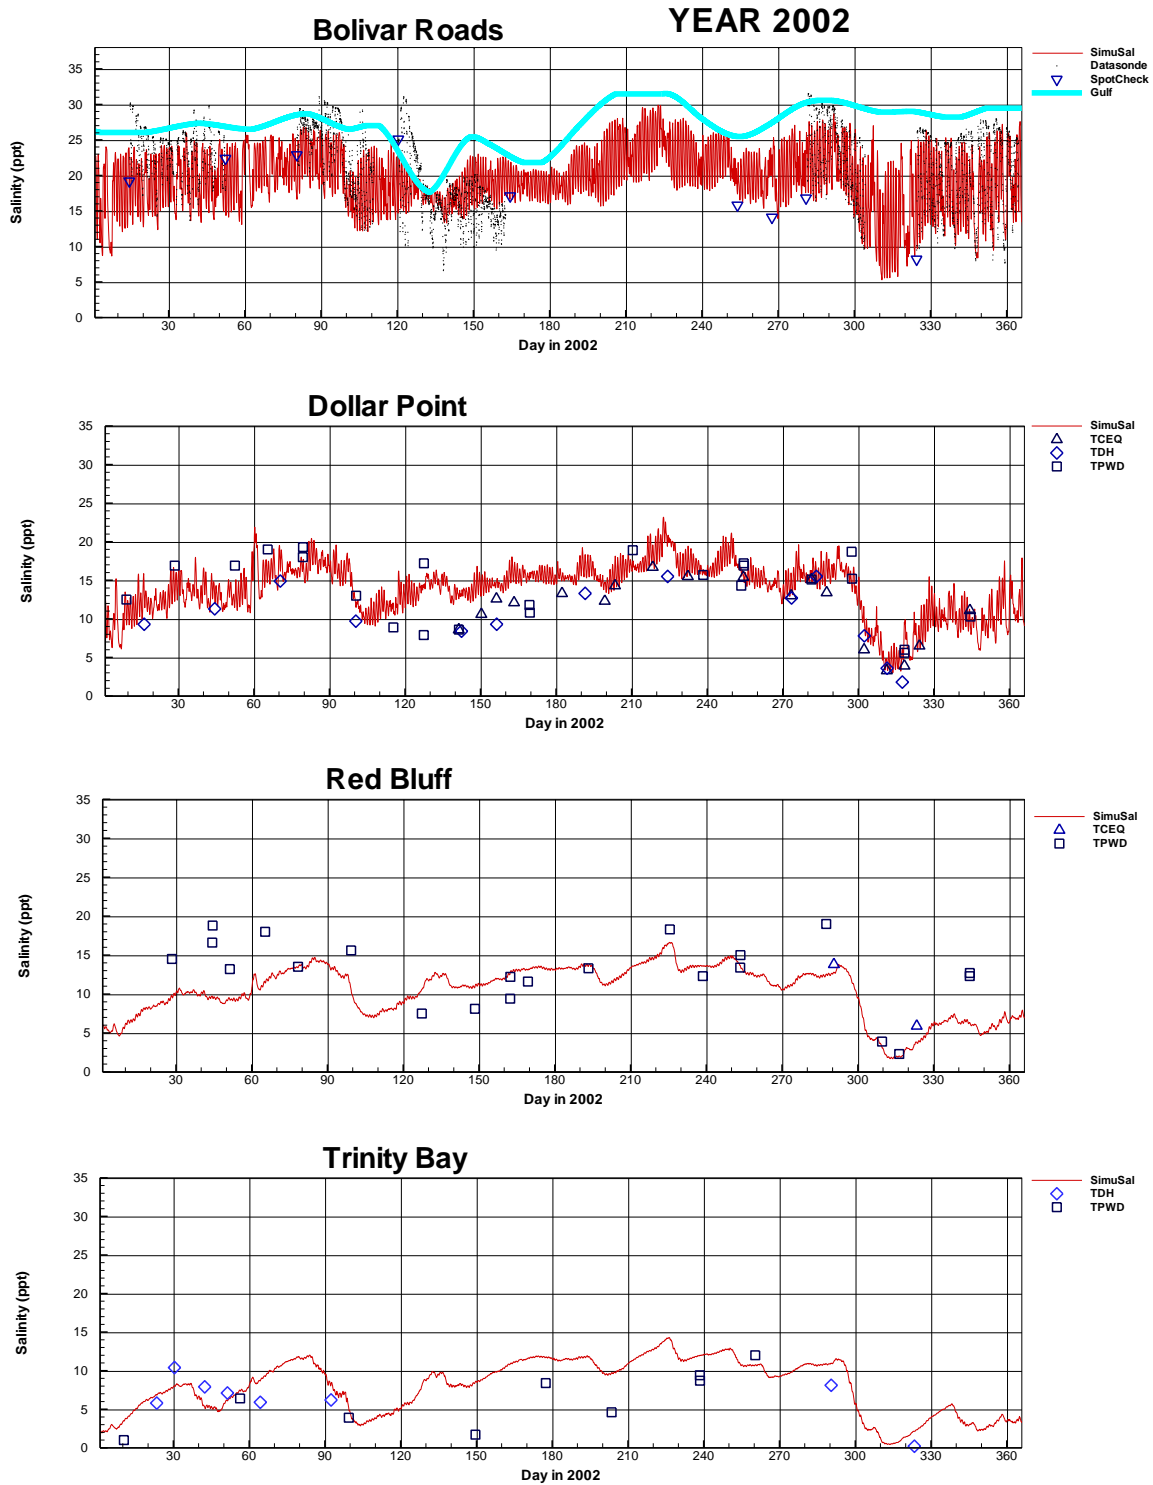 YEAR 2002
Bolivar Roads
SimuSal
Datasonde
SpotCheck
Gulf
Salinity (ppt)
35
30
25
20
15
10
5
0
30 60 90 120 150 180 210 240 270 300 330 360
Day in 2002
Dollar Point
SimuSal
TCEQ
TDH
TPWD
Salinity (ppt)
35
30
25
20
15
10
5
0
30 60 90 120 150 180 210 240 270 300 330 360
Day in 2002
Red Bluff
SimuSal
TCEQ
TPWD
Salinity (ppt)
35
30
25
20
15
10
5
0
30 60 90 120 150 180 210 240 270 300 330 360
Day in 2002
Trinity Bay
SimuSal
TDH
TPWD
Salinity (ppt)
35
30
25
20
15
10
5
0
30 60 90 120 150 180 210 240 270 300 330 360
Day in 2002